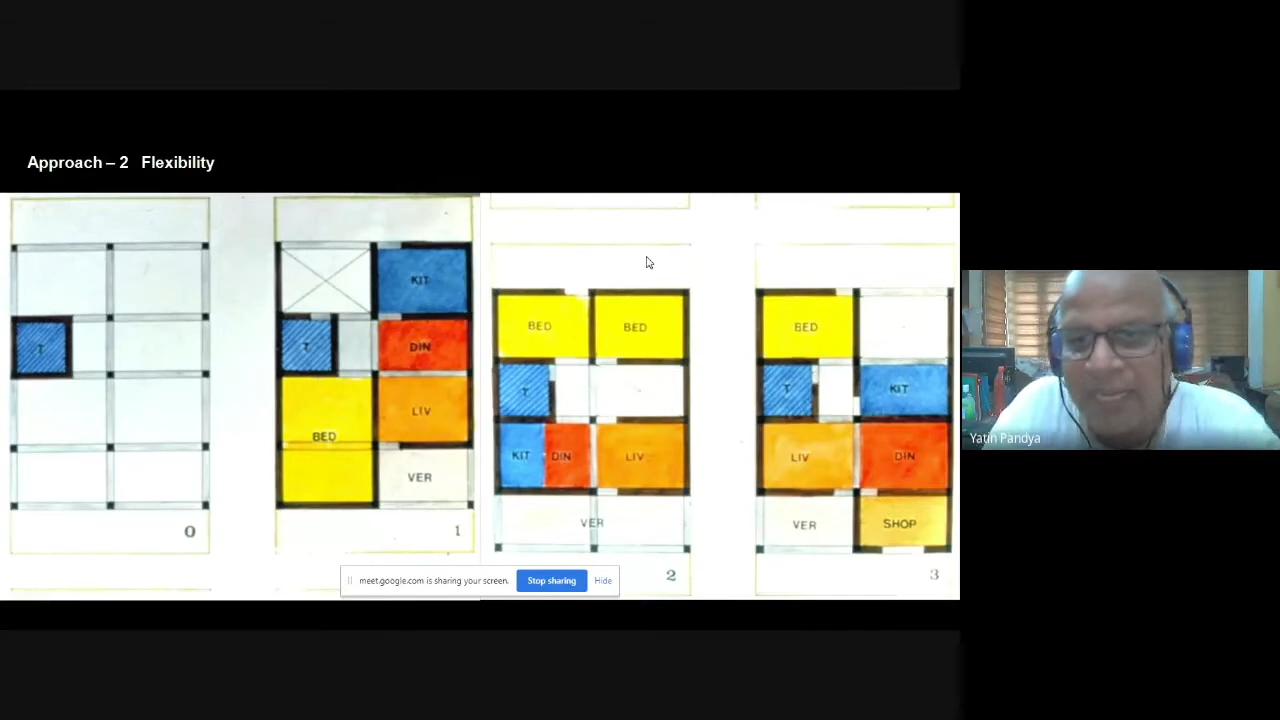 Approach – 2 Flexibility
T
0
KIT
T
DIN
LIV
BED
VER
1
BED
BED
T
KIT
DIN
LIV
VER
2
BED
T
KIT
LIV
DIN
VER
SHOP
3
meet.google.com is sharing your screen.
Stop sharing
Hide
Yatin Pandya